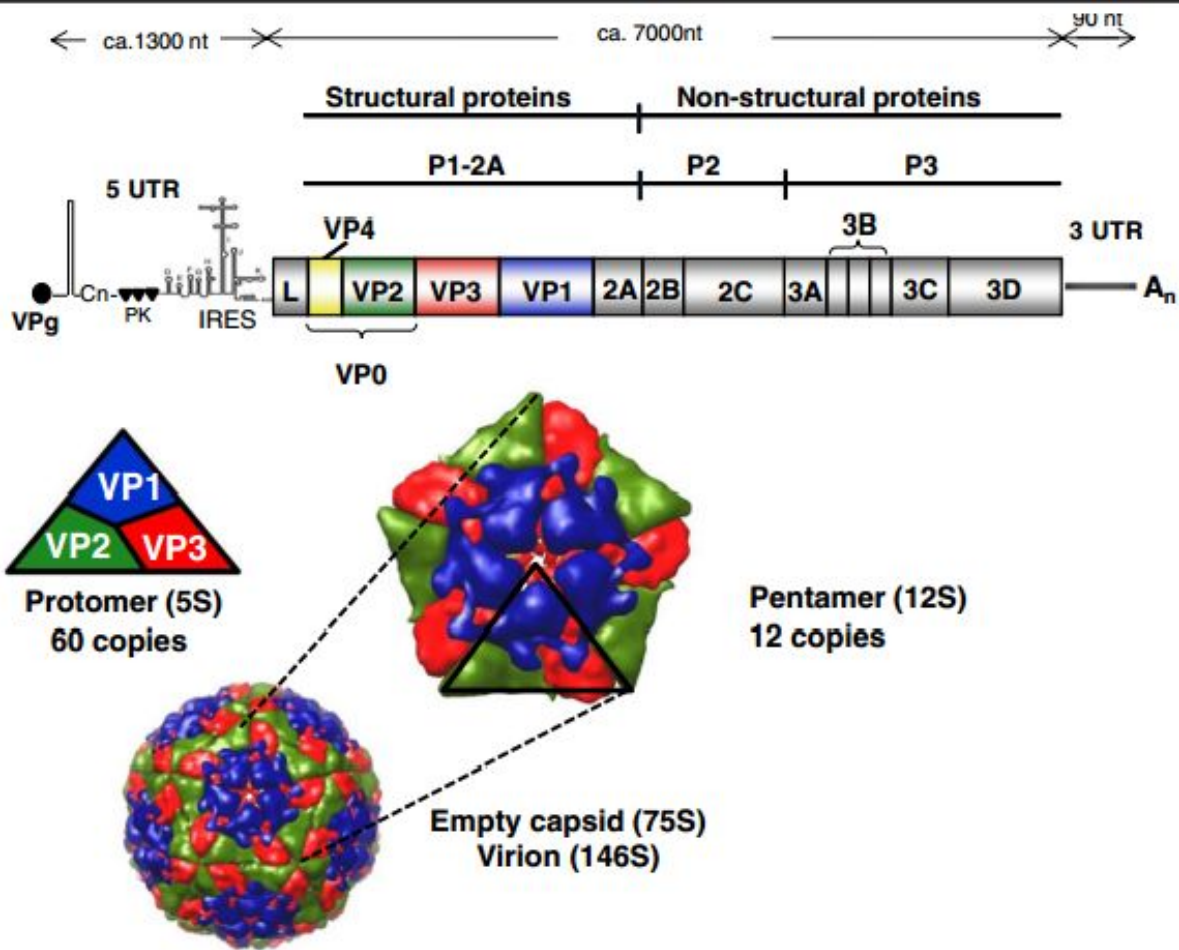 ca.1300 nt
ca. 7000nt
90 nt
Structural proteins
Non-structural proteins
P1-2A
P2
P3
5 UTR
VP4
3B
3 UTR
VPg
Cn
PK
IRES
L
VP2
VP3
VP1
2A
2B
2C
3A
3C
3D
An
VP0
VP1
VP2
VP3
Protomer (5S)
60 copies
Pentamer (12S)
12 copies
Empty capsid (75S)
Virion (146S)